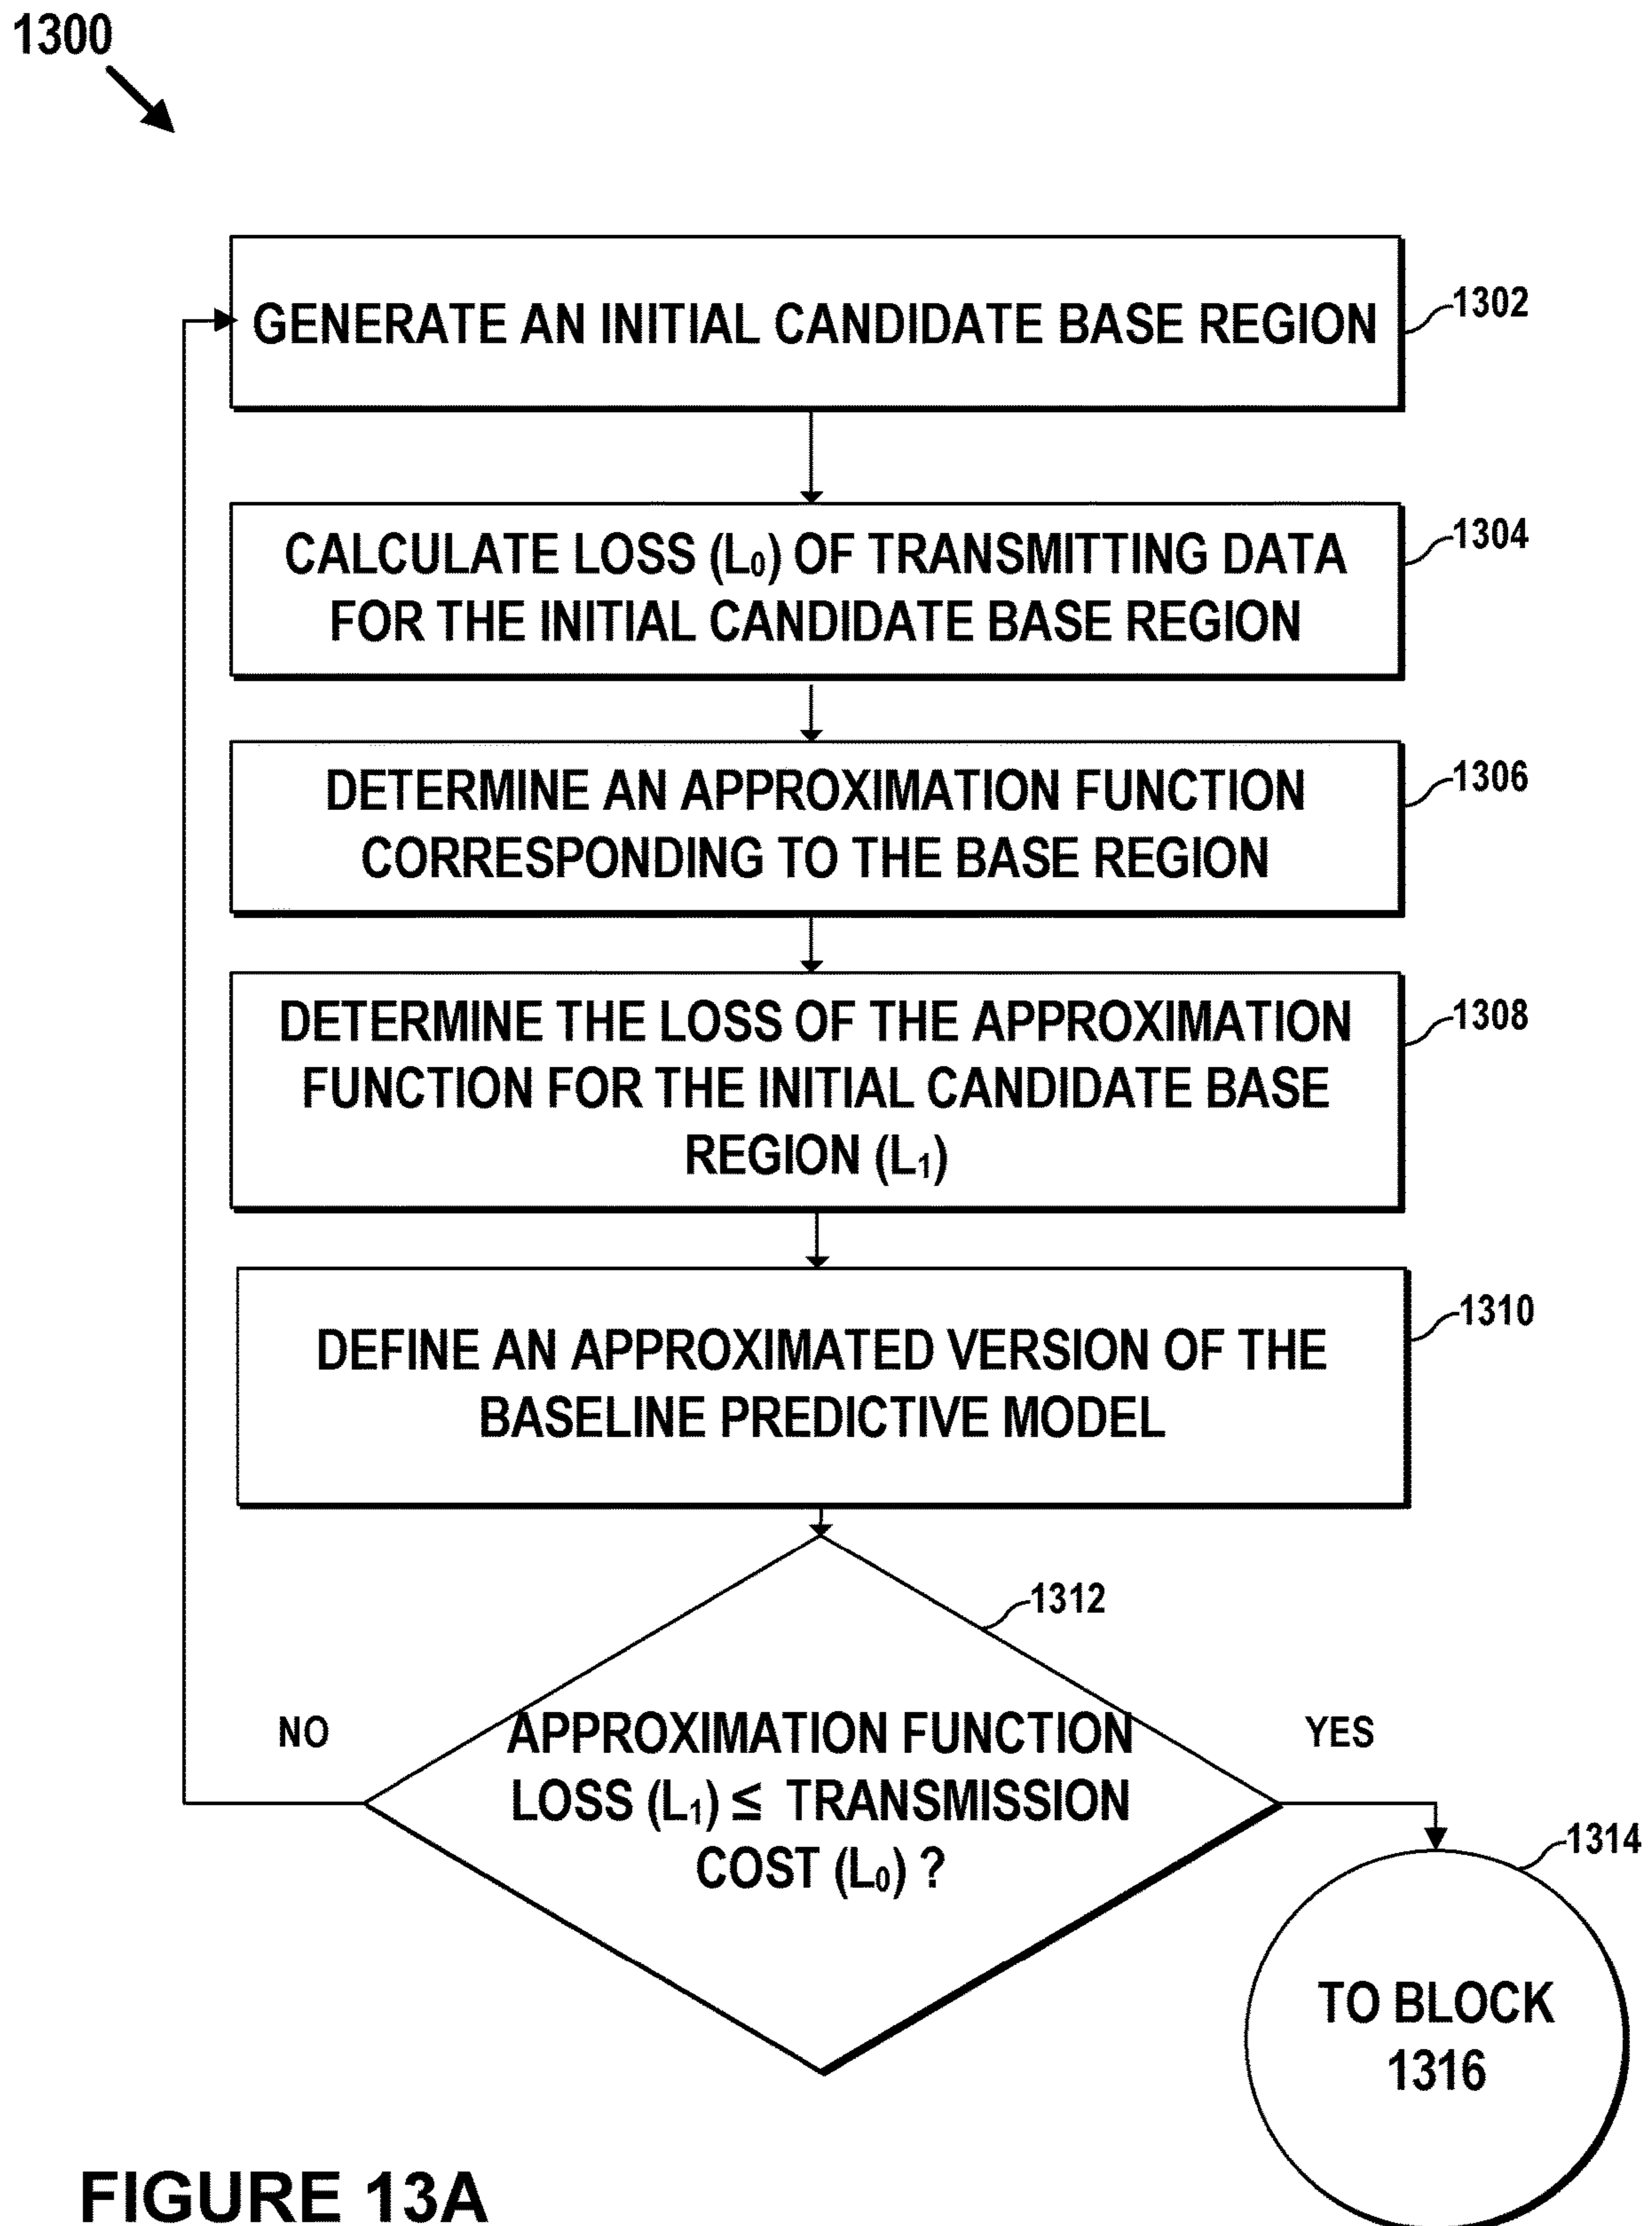 1300
GENERATE AN INITIAL CANDIDATE BASE REGION
1302
CALCULATE LOSS (L₀) OF TRANSMITTING DATA
FOR THE INITIAL CANDIDATE BASE REGION
1304
DETERMINE AN APPROXIMATION FUNCTION
CORRESPONDING TO THE BASE REGION
1306
DETERMINE THE LOSS OF THE APPROXIMATION
FUNCTION FOR THE INITIAL CANDIDATE BASE
REGION (L₁)
1308
DEFINE AN APPROXIMATED VERSION OF THE
BASELINE PREDICTIVE MODEL
1310
1312
APPROXIMATION FUNCTION
LOSS (L₁) ≤ TRANSMISSION
COST (L₀) ?
NO
YES
1314
TO BLOCK
1316
FIGURE 13A